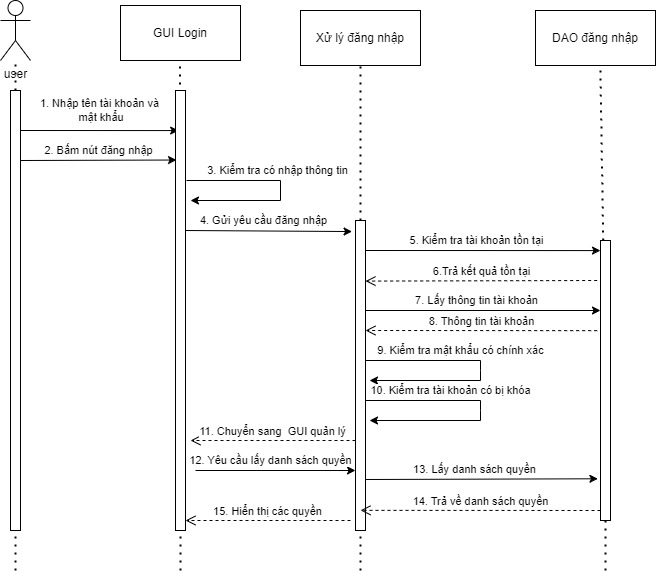 GUI Login
Xử lý đăng nhập
DAO đăng nhập
user
1. Nhập tên tài khoản và
mật khẩu
2. Bấm nút đăng nhập
3. Kiểm tra có nhập thông tin
4. Gửi yêu cầu đăng nhập
5. Kiểm tra tài khoản tồn tại
6.Trả kết quả tồn tại
7. Lấy thông tin tài khoản
8. Thông tin tài khoản
9. Kiểm tra mật khẩu có chính xác
10. Kiểm tra tài khoản có bị khóa
11. Chuyển sang GUI quản lý
12. Yêu cầu lấy danh sách quyền
13. Lấy danh sách quyền
14. Trả về danh sách quyền
15. Hiển thị các quyền